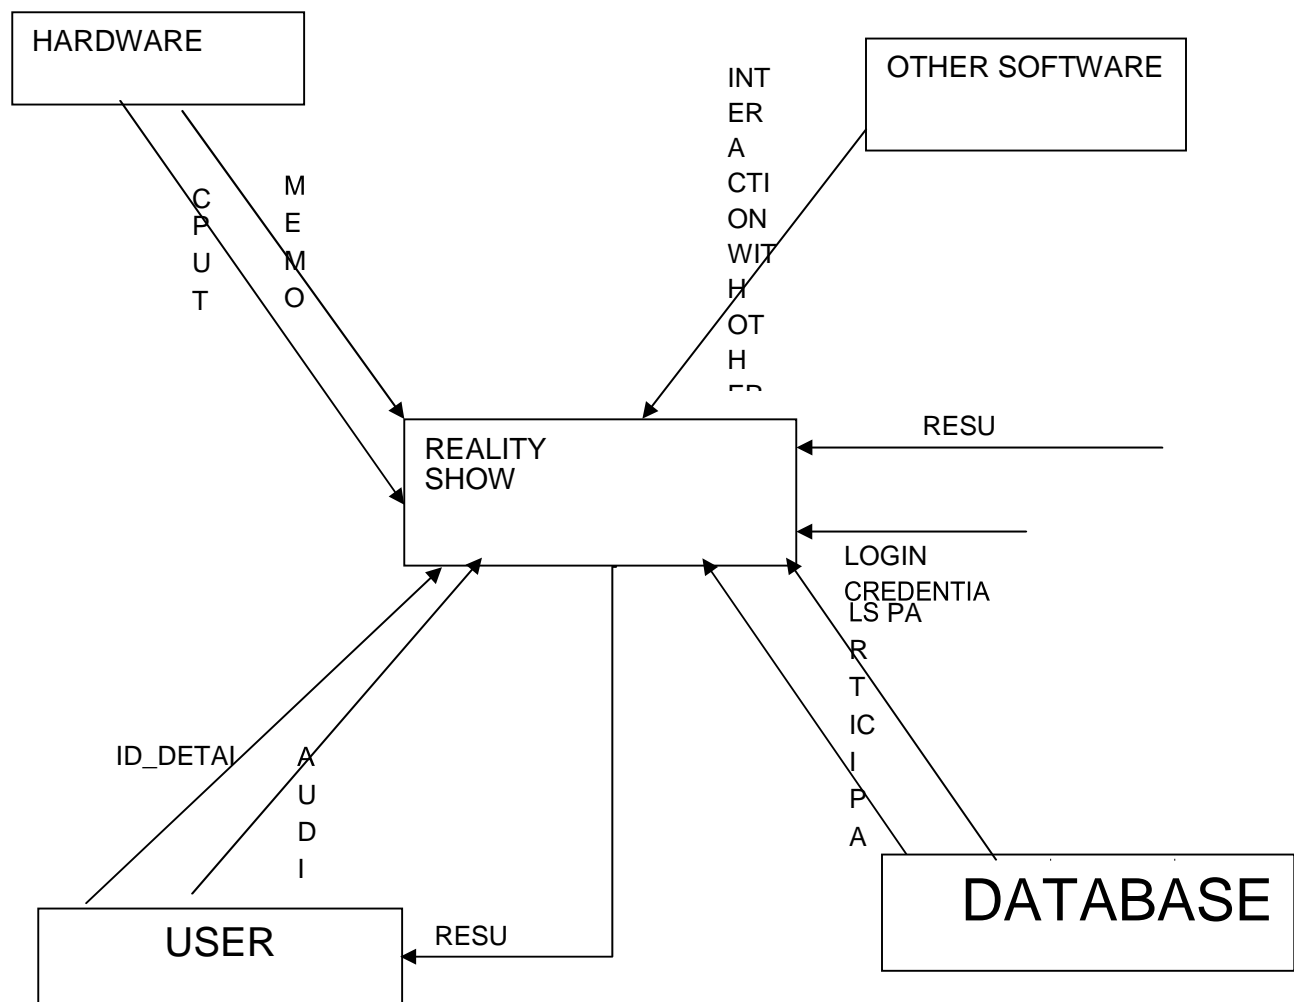 HARDWARE
OTHER SOFTWARE
INT
ER
A
CTI
ON
WIT
H
OT
H
ER
C
P
U
T
M
E
M
O
REALITY
SHOW
RESU
LOGIN
CREDENTIA
LS PA
R
T
IC
I
P
A
ID_DETAI
A
U
D
I
USER
RESU
DATABASE